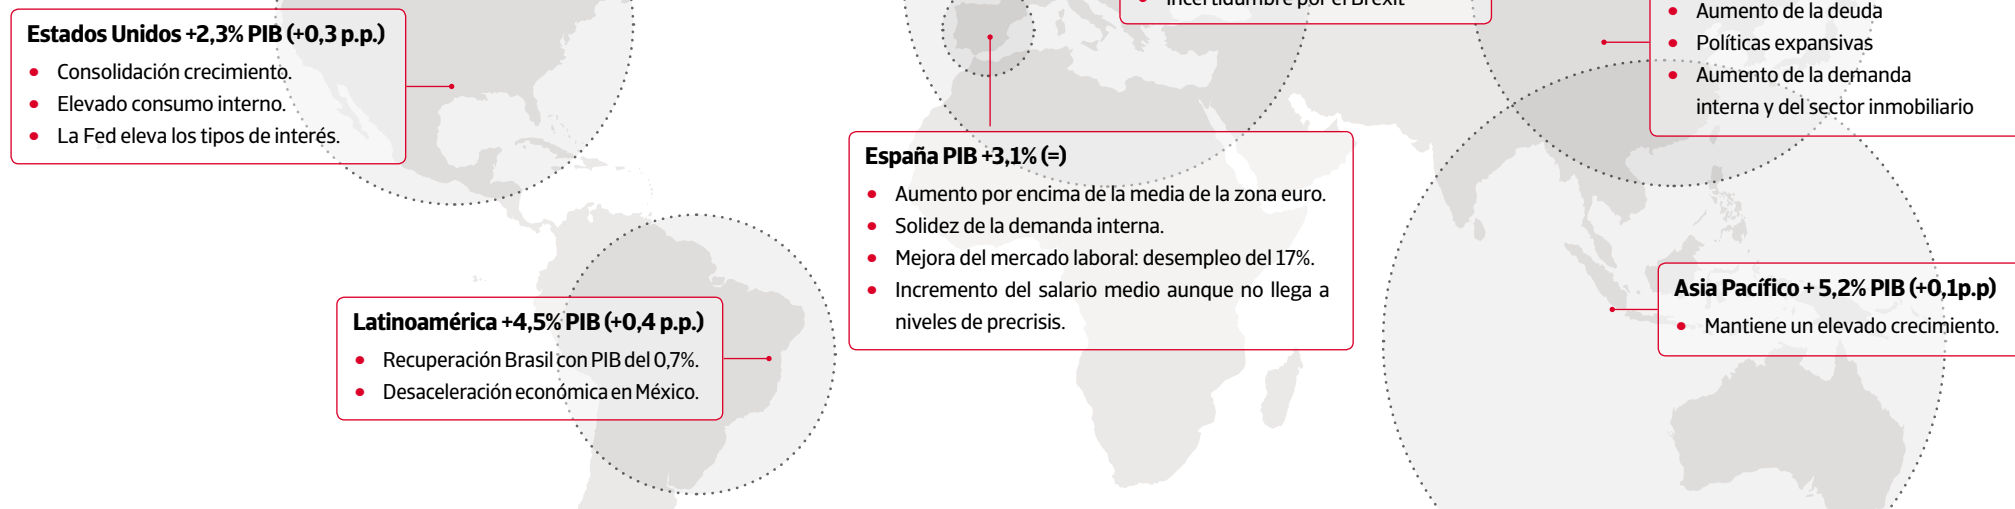 Incertidumbre por el Brexit
Estados Unidos +2,3% PIB (+0,3 p.p.)
• Consolidación crecimiento.
• Elevado consumo interno.
• La Fed eleva los tipos de interés.
• Aumento de la deuda
• Políticas expansivas
• Aumento de la demanda
interna y del sector inmobiliario
España PIB +3,1% (=)
• Aumento por encima de la media de la zona euro.
• Solidez de la demanda interna.
• Mejora del mercado laboral: desempleo del 17%.
• Incremento del salario medio aunque no llega a
niveles de precrisis.
Latinoamérica +4,5% PIB (+0,4 p.p.)
• Recuperación Brasil con PIB del 0,7%.
• Desaceleración económica en México.
Asia Pacífico + 5,2% PIB (+0,1p.p)
• Mantiene un elevado crecimiento.